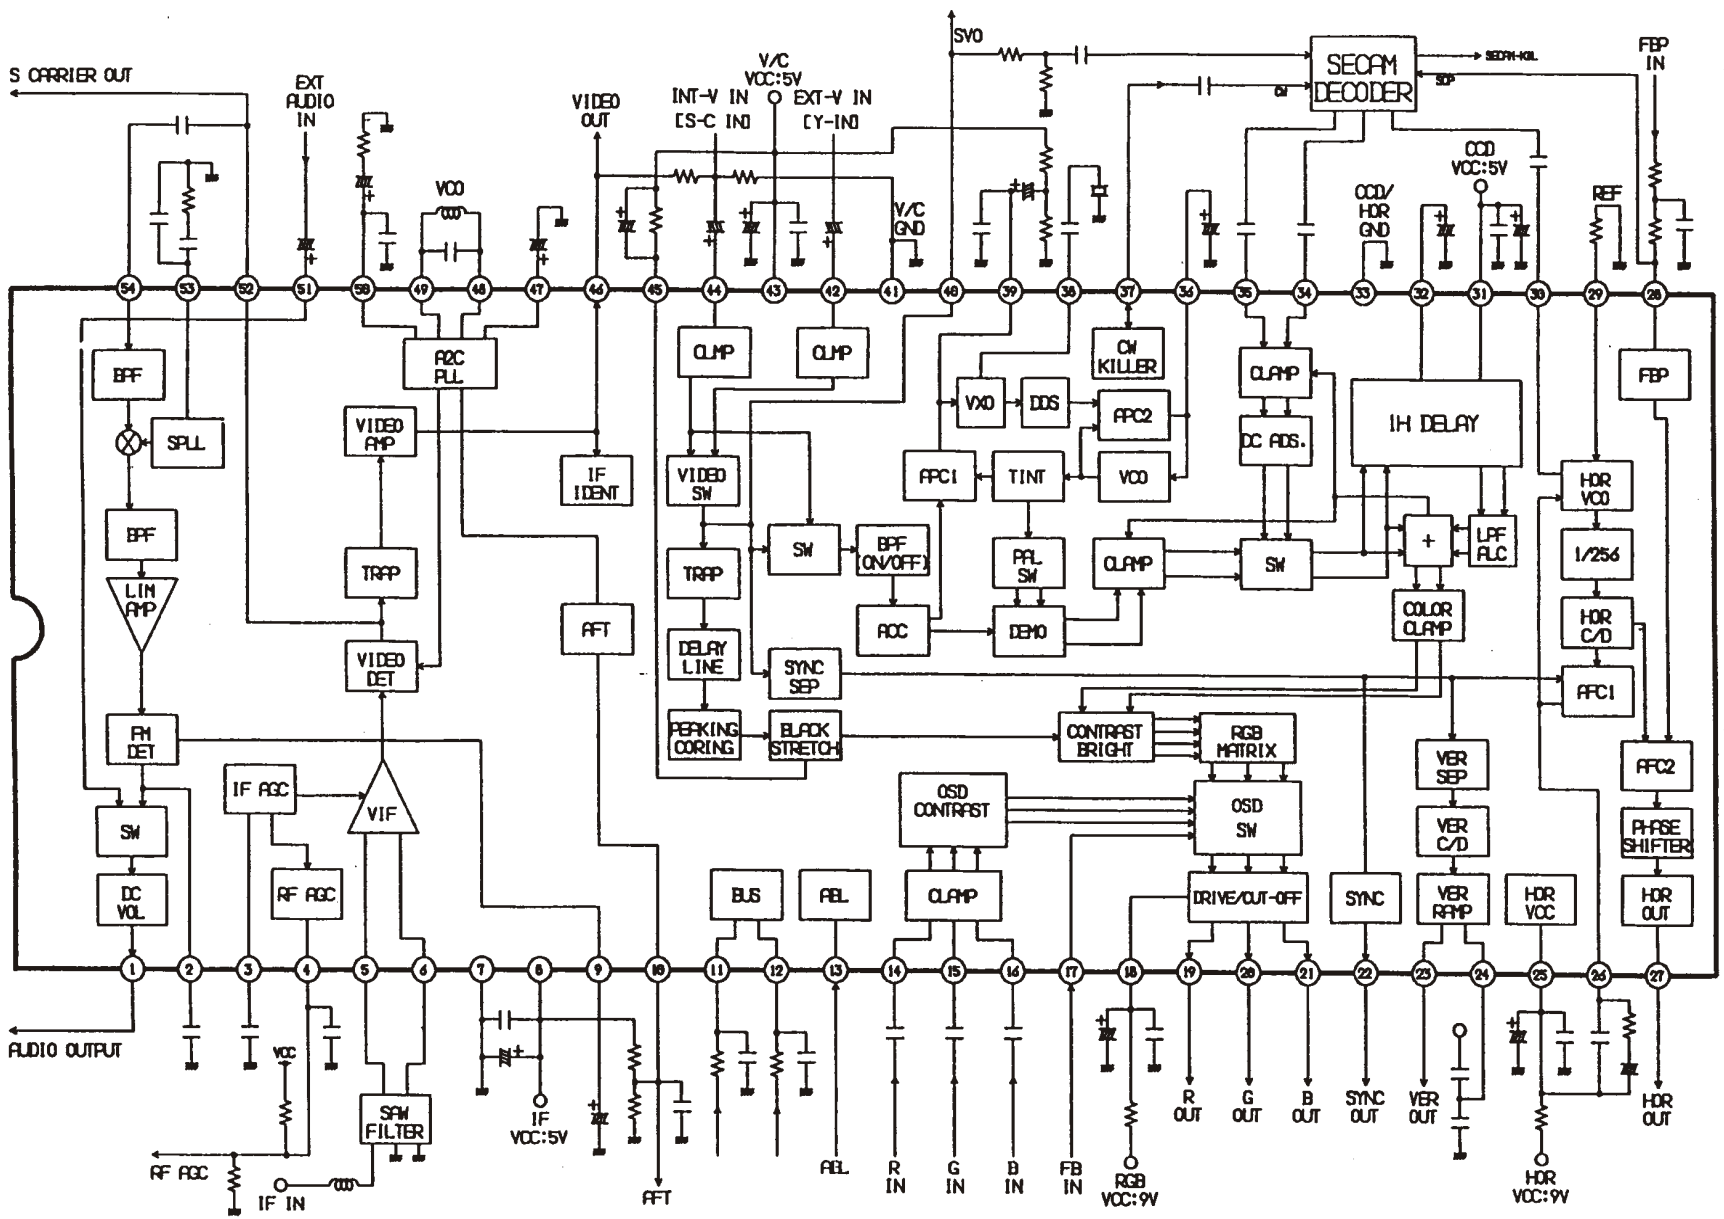 SVO
S CARRIER OUT
EXT
AUDIO
IN
VIDEO
OUT
V/C
VCC:5V
INT-V IN
[S-C IN]
EXT-V IN
[Y-IN]
SECAM
DECODER
SECAM-KILL
SCP
CW
FBP
IN
CCD
VCC:5V
CCD/
HOR
GND
REF
VCO
V/C
GND
54
53
52
51
50
49
48
47
46
45
44
43
42
41
40
39
38
37
36
35
34
33
32
31
30
29
28
A2C
PLL
CLMP
CLMP
CW
KILLER
CLAMP
FBP
BPF
SPLL
VIDEO
AMP
IF
IDENT
VIDEO
SW
VXO
DDS
APC2
APC1
TINT
VCO
DC ADS.
1H DELAY
HOR
VCO
BPF
LIM
AMP
TRAP
AFT
TRAP
SW
BPF
(ON/OFF)
PAL
SW
CLAMP
SW
+
LPF
ALC
1/256
ACC
DEMO
COLOR
CLAMP
HOR
C/D
VIDEO
DET
DELAY
LINE
SYNC
SEP
AFC1
FM
DET
PEAKING
CORING
BLACK
STRETCH
CONTRAST
BRIGHT
RGB
MATRIX
VER
SEP
AFC2
IF AGC
VIF
OSD
CONTRAST
OSD
SW
SW
VER
C/D
PHASE
SHIFTER
DC
VOL
RF AGC
BUS
ABL
CLAMP
DRIVE/CUT-OFF
SYNC
VER
RAMP
HOR
VCC
HOR
OUT
1
2
3
4
5
6
7
8
9
10
11
12
13
14
15
16
17
18
19
20
21
22
23
24
25
26
27
AUDIO OUTPUT
VCC
SAW
FILTER
IF
VCC:5V
RF AGC
IF IN
AFT
ABL
R
IN
G
IN
B
IN
FB
IN
RGB
VCC:9V
R
OUT
G
OUT
B
OUT
SYNC
OUT
VER
OUT
HOR
VCC:9V
HOR
OUT